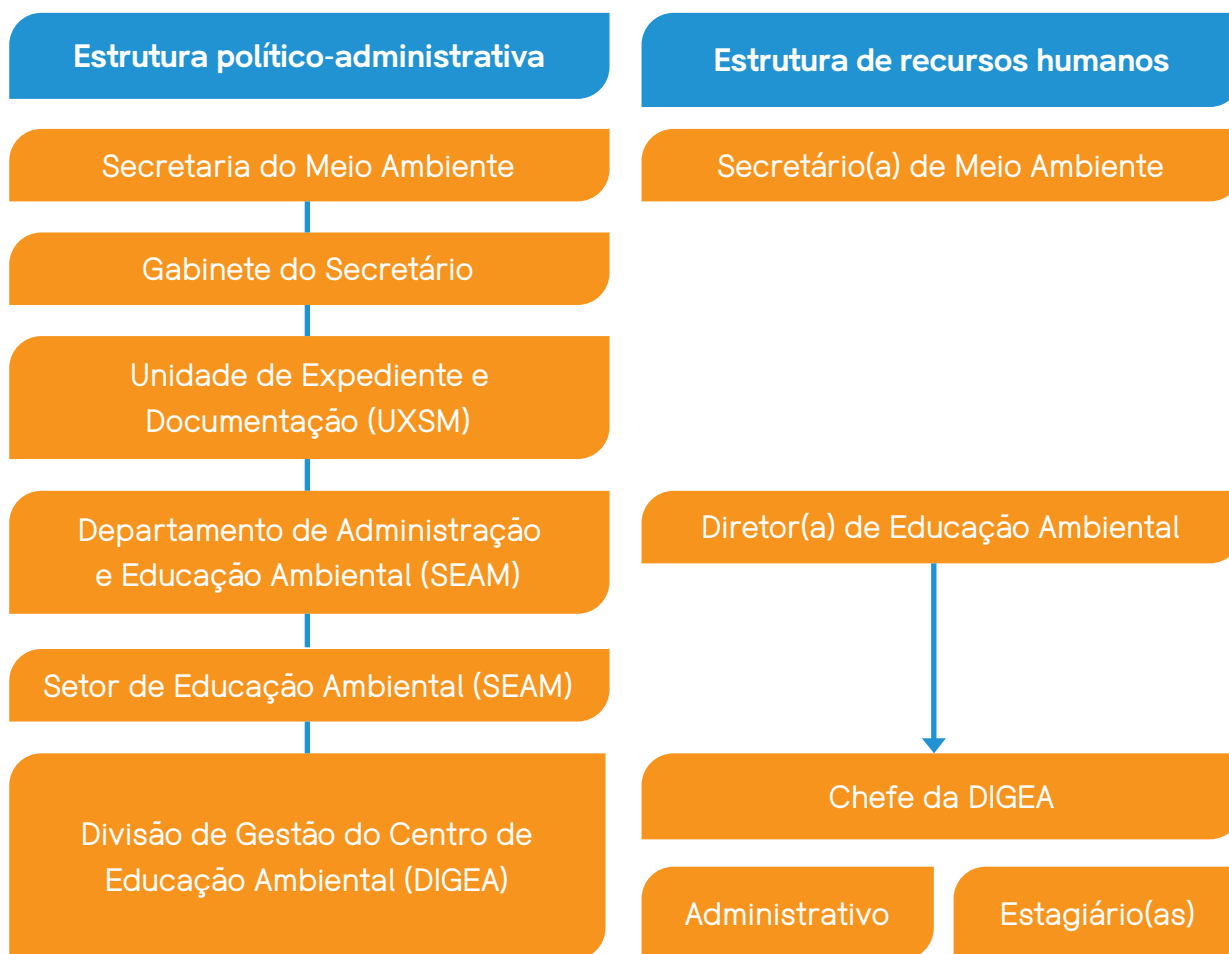 Estrutura político-administrativa
Estrutura de recursos humanos
Secretaria do Meio Ambiente
Secretário(a) de Meio Ambiente
Gabinete do Secretário
Unidade de Expediente e
Documentação (UXSM)
Departamento de Administração
e Educação Ambiental (SEAM)
Diretor(a) de Educação Ambiental
Setor de Educação Ambiental (SEAM)
Divisão de Gestão do Centro de
Educação Ambiental (DIGEA)
Chefe da DIGEA
Administrativo
Estagiário(as)